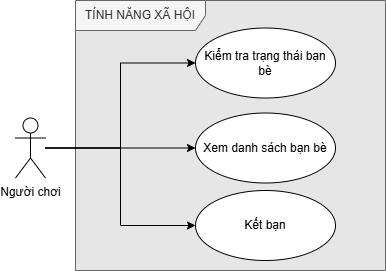 TÍNH NĂNG XÃ HỘI
Kiểm tra trạng thái bạn
bè
Xem danh sách bạn bè
Người chơi
Kết bạn